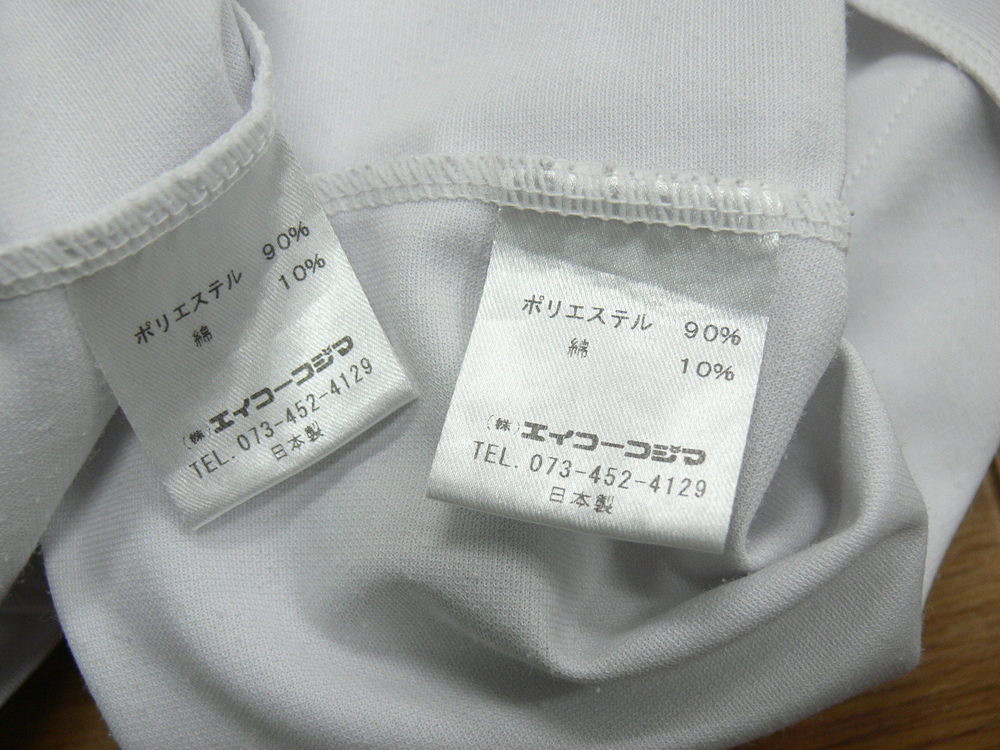 ポリエステル 90%
綿 10%
(株)エイコーコジマ
TEL. 073-452-4129
日本製
ポリエステル 90%
綿 10%
(株)エイコーコジマ
TEL. 073-452-4129
日本製